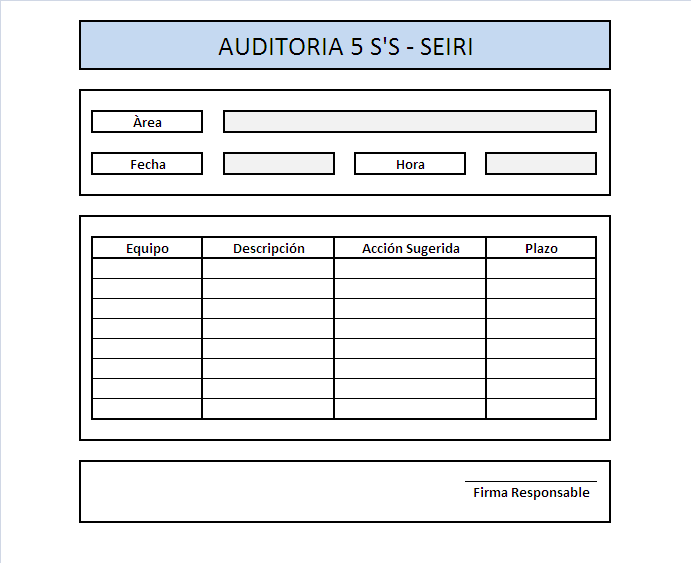 AUDITORIA 5 S'S - SEIRI
Àrea
Fecha Hora
Equipo Descripción Acción Sugerida Plazo
Firma Responsable